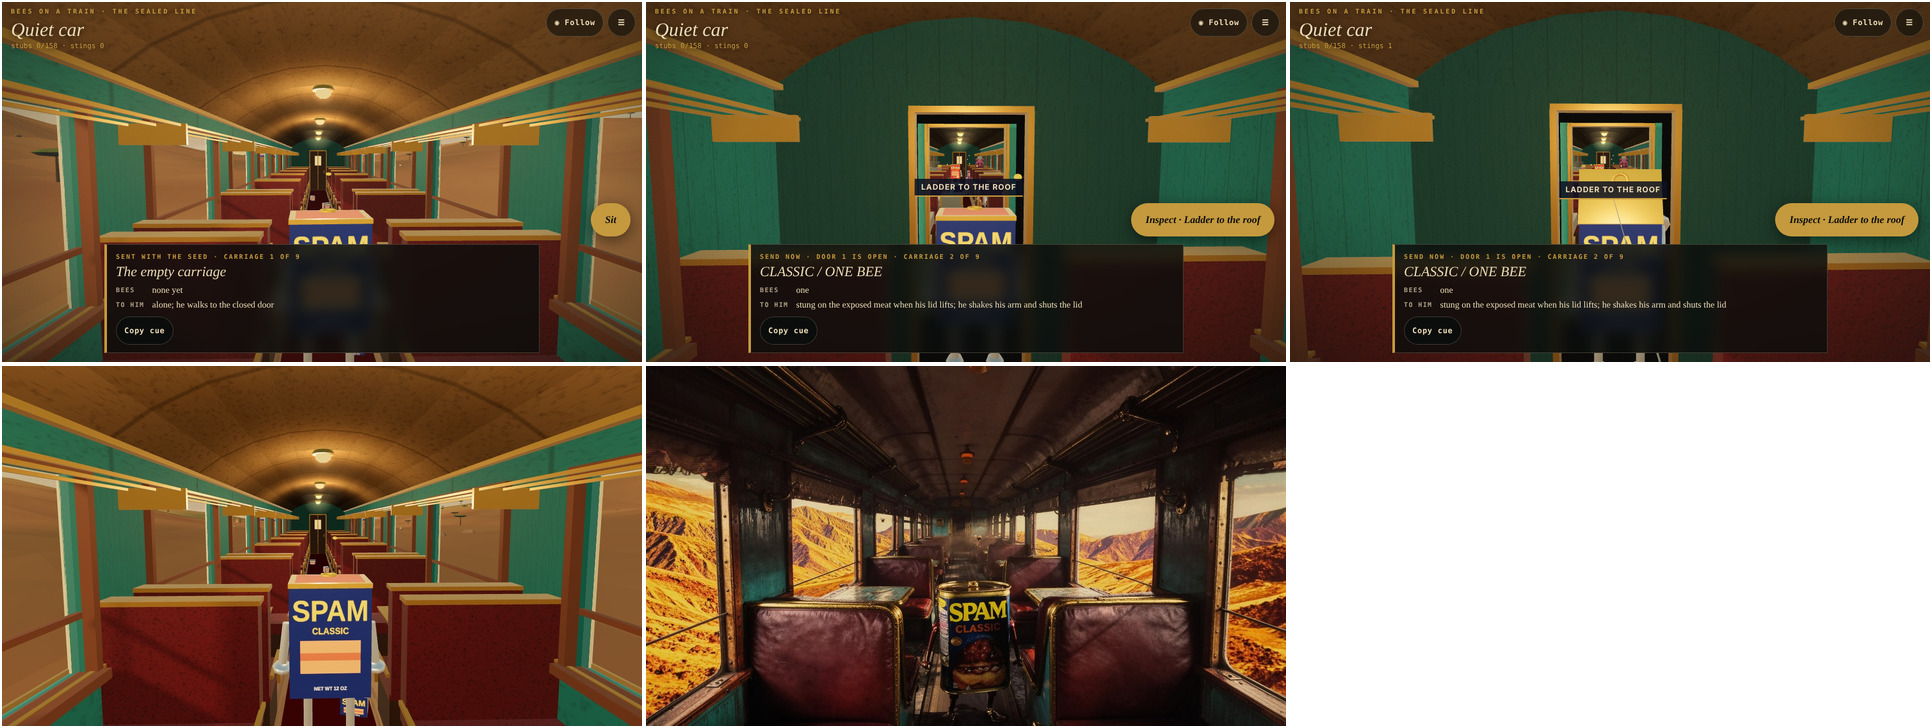 BEES ON A TRAIN · THE SEALED LINE
Quiet car
stubs 0/158 · stings 0
◉ Follow
☰
Sit
SPAM
SENT WITH THE SEED · CARRIAGE 1 OF 9
The empty carriage
BEES none yet
TO HIM alone; he walks to the closed door
Copy cue
BEES ON A TRAIN · THE SEALED LINE
Quiet car
stubs 0/158 · stings 0
◉ Follow
☰
LADDER TO THE ROOF
Inspect · Ladder to the roof
SPAM
SEND NOW · DOOR 1 IS OPEN · CARRIAGE 2 OF 9
CLASSIC / ONE BEE
BEES one
TO HIM stung on the exposed meat when his lid lifts; he shakes his arm and shuts the lid
Copy cue
BEES ON A TRAIN · THE SEALED LINE
Quiet car
stubs 0/158 · stings 1
◉ Follow
☰
LADDER TO THE ROOF
Inspect · Ladder to the roof
SPAM
SEND NOW · DOOR 1 IS OPEN · CARRIAGE 2 OF 9
CLASSIC / ONE BEE
BEES one
TO HIM stung on the exposed meat when his lid lifts; he shakes his arm and shuts the lid
Copy cue
SPAM
CLASSIC
NET WT 12 OZ
SPAM
SPAM
CLASSIC